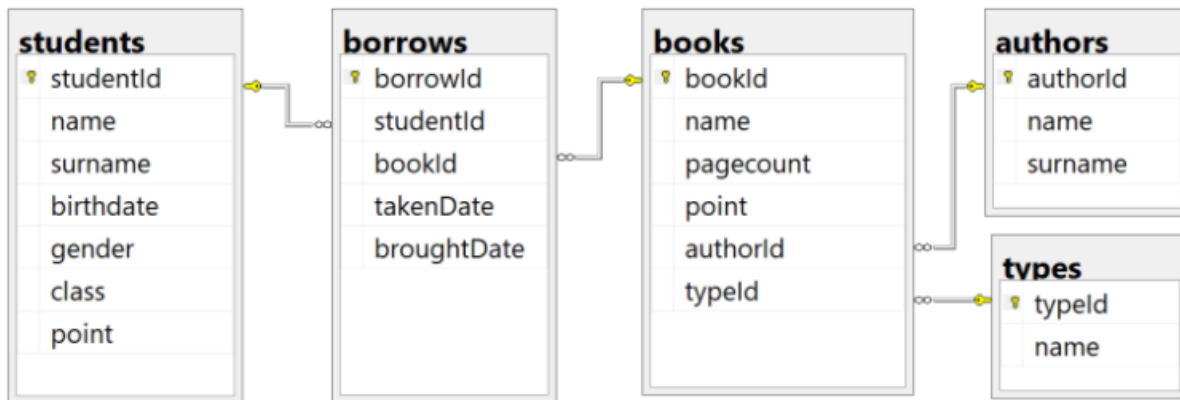 students
studentId
name
surname
birthdate
gender
class
point
borrows
borrowId
studentId
bookId
takenDate
broughtDate
books
bookId
name
pagecount
point
authorId
typeId
authors
authorId
name
surname
types
typeId
name